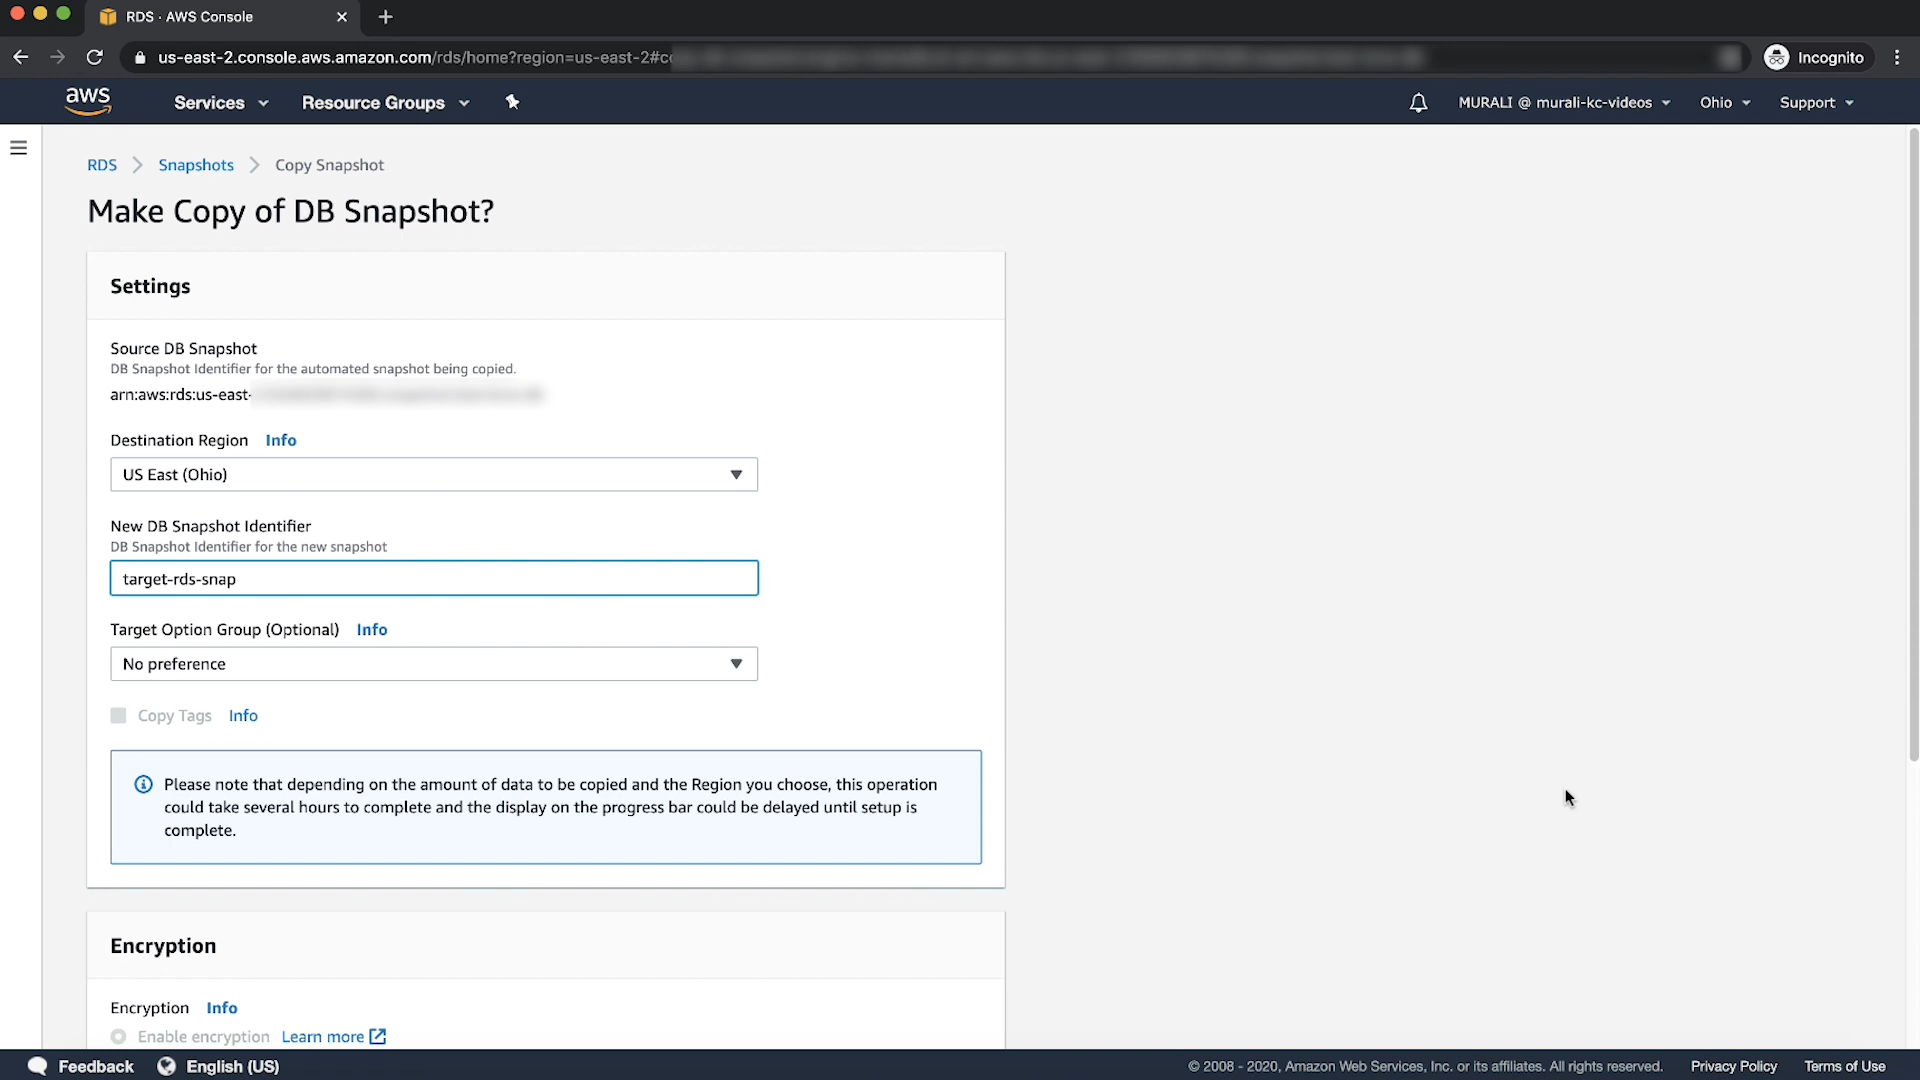 RDS · AWS Console
us-east-2.console.aws.amazon.com/rds/home?region=us-east-2#c
Incognito
aws
Services
Resource Groups
MURALI @ murali-kc-videos
Ohio
Support
RDS
Snapshots
Copy Snapshot
Make Copy of DB Snapshot?
Settings
Source DB Snapshot
DB Snapshot Identifier for the automated snapshot being copied.
arn:aws:rds:us-east-
Destination Region Info
US East (Ohio)
New DB Snapshot Identifier
DB Snapshot Identifier for the new snapshot
target-rds-snap
Target Option Group (Optional) Info
No preference
Copy Tags Info
Please note that depending on the amount of data to be copied and the Region you choose, this operation
could take several hours to complete and the display on the progress bar could be delayed until setup is
complete.
Encryption
Encryption Info
Enable encryption Learn more
Feedback
English (US)
© 2008 - 2020, Amazon Web Services, Inc. or its affiliates. All rights reserved.
Privacy Policy
Terms of Use